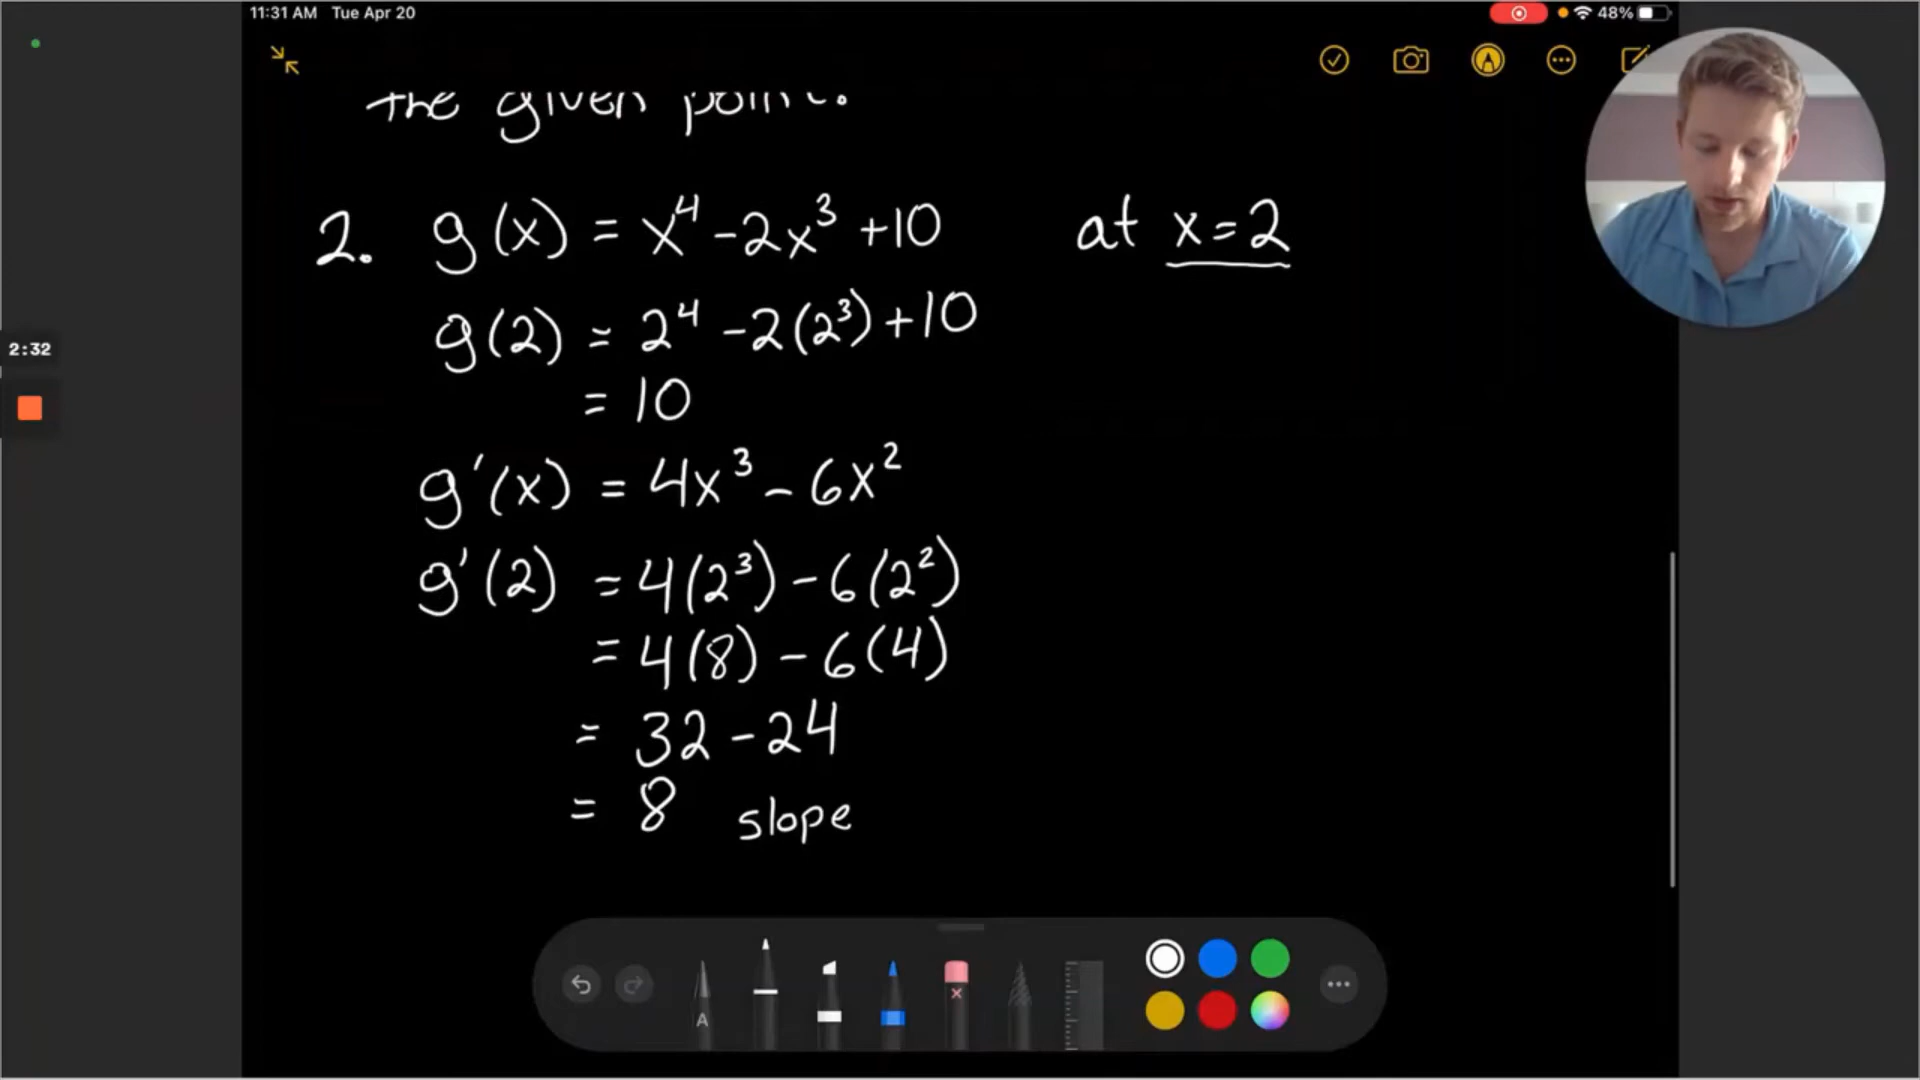 11:31 AM Tue Apr 20
48%
the given point.
2. g(x) = x⁴ - 2x³ + 10 at x = 2
g(2) = 2⁴ - 2(2³) + 10
2:32
= 10
g'(x) = 4x³ - 6x²
g'(2) = 4(2³) - 6(2²)
= 4(8) - 6(4)
= 32 - 24
= 8 slope
A